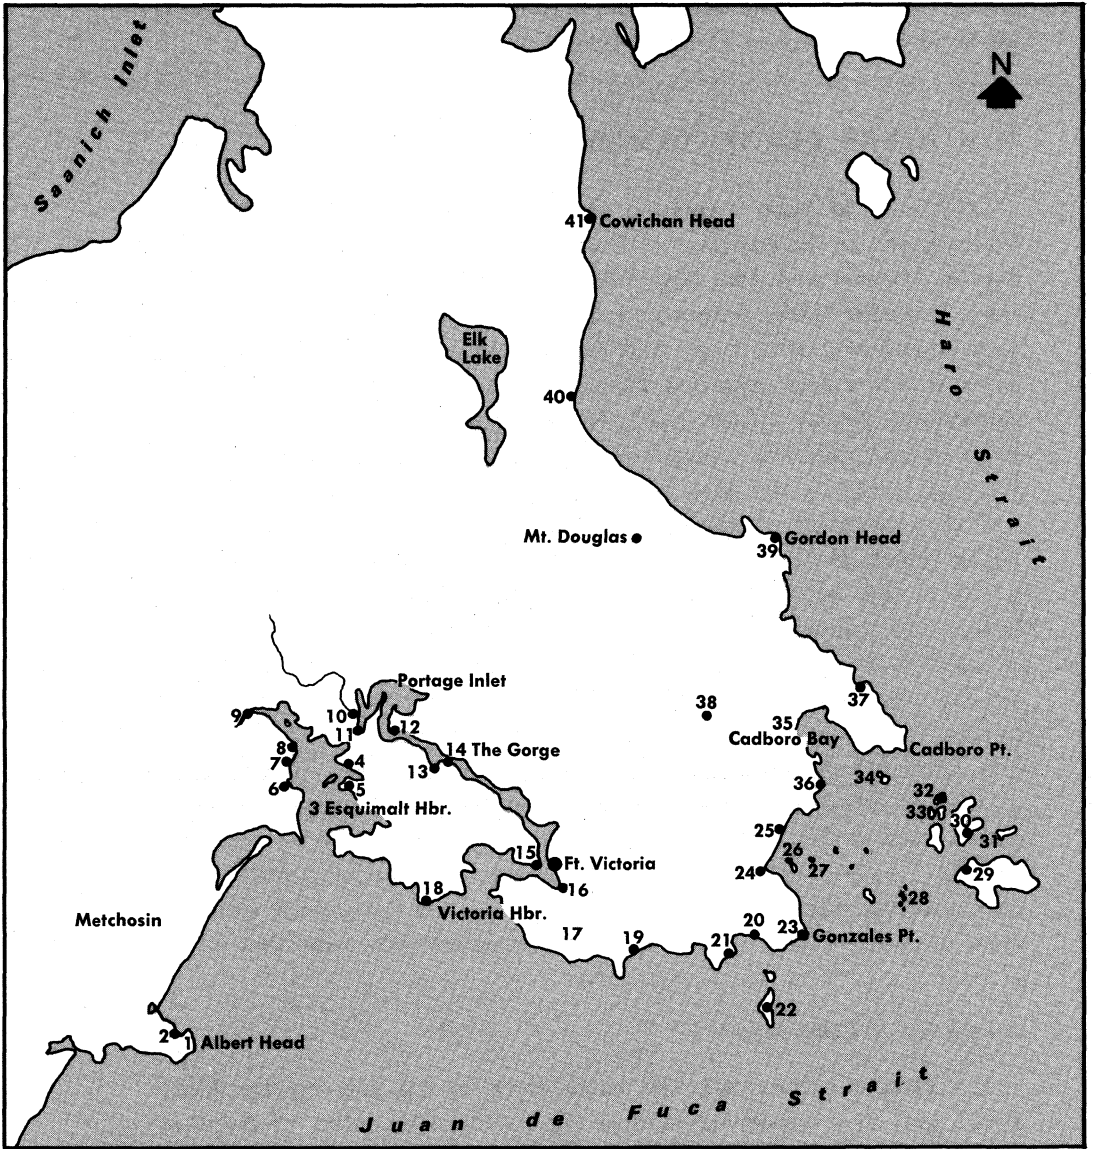 N
Saanich Inlet
41 Cowichan Head
Haro Strait
Elk
Lake
40
Mt. Douglas
Gordon Head
39
Portage Inlet
37
38
9
10
35
11
12
Cadboro Bay
Cadboro Pt.
8
14 The Gorge
7
4
13
34
6
5
36
32
3 Esquimalt Hbr.
33
30
25
31
26
15
Ft. Victoria
27
24
29
16
18
28
Victoria Hbr.
Metchosin
17
19
20
23
21
Gonzales Pt.
22
2
1
Albert Head
Juan de Fuca Strait